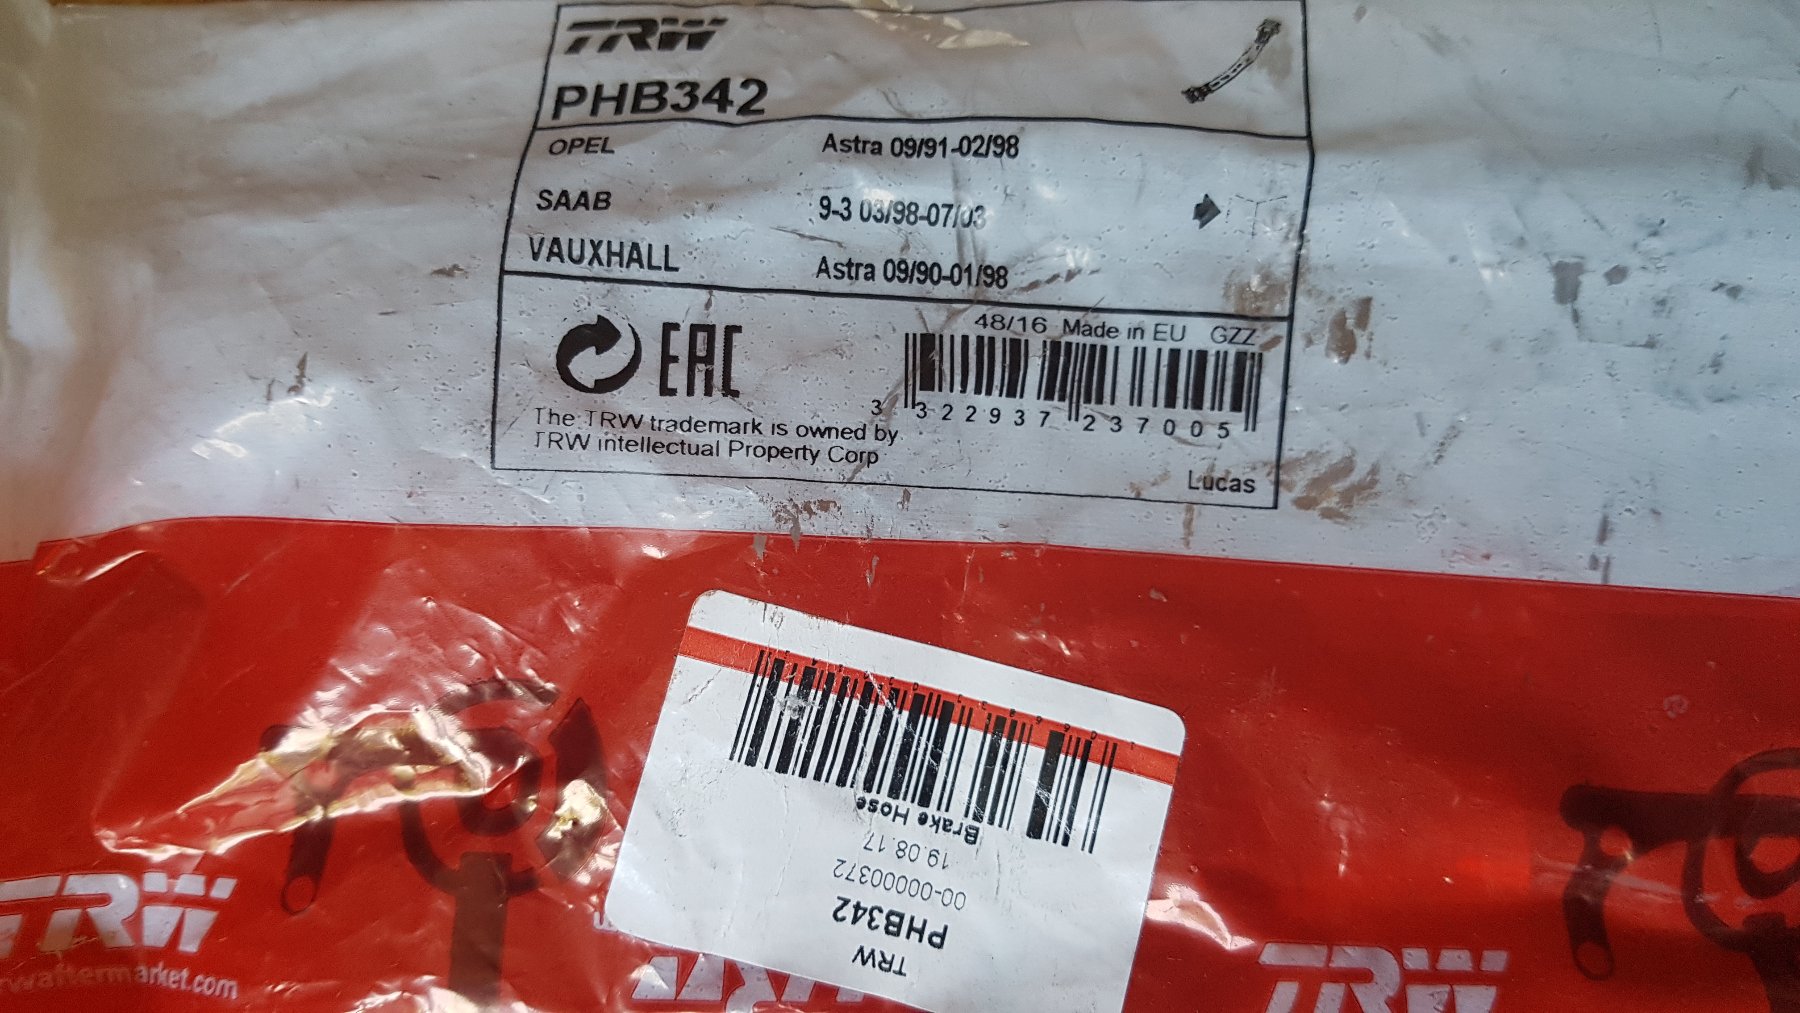 TRW
PHB342
OPEL Astra 09/91-02/98
SAAB 9-3 03/98-07/03
VAUXHALL Astra 09/90-01/98
48/16 Made in EU GZZ
EAC
3 322937 237005
The TRW trademark is owned by
TRW intellectual Property Corp
Lucas
TRW
PHB342
00-00000372
19.08.17
Brake Hose
TRW
rwaftermarket.com
TRW
TRW